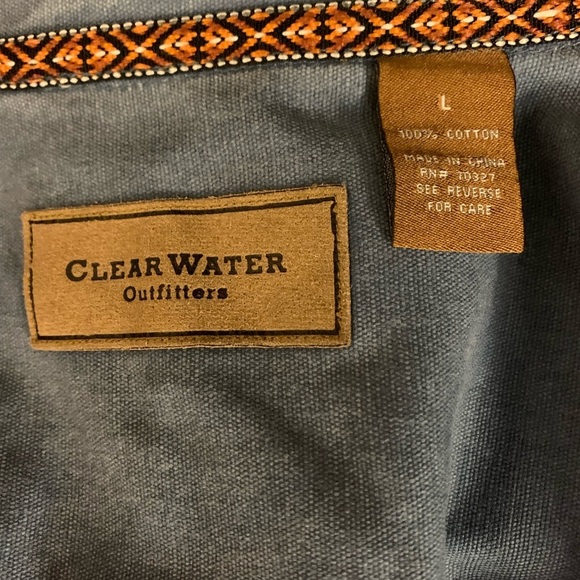 L
100% COTTON
MADE IN CHINA
RN# 70327
SEE REVERSE
FOR CARE
CLEAR WATER
Outfitters